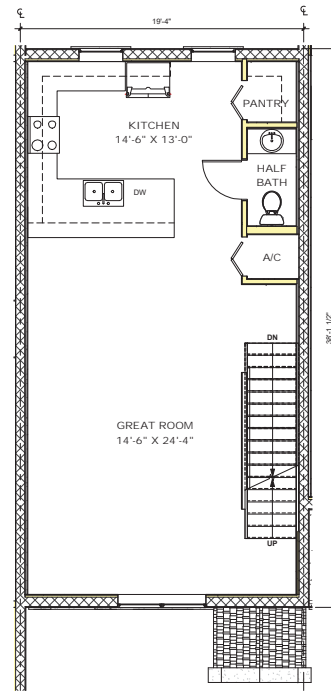 ℄ ℄
19'-4"
PANTRY
KITCHEN
14'-6" X 13'-0"
HALF
BATH
DW
A/C
38'-1 1/2"
DN
GREAT ROOM
14'-6" X 24'-4"
UP